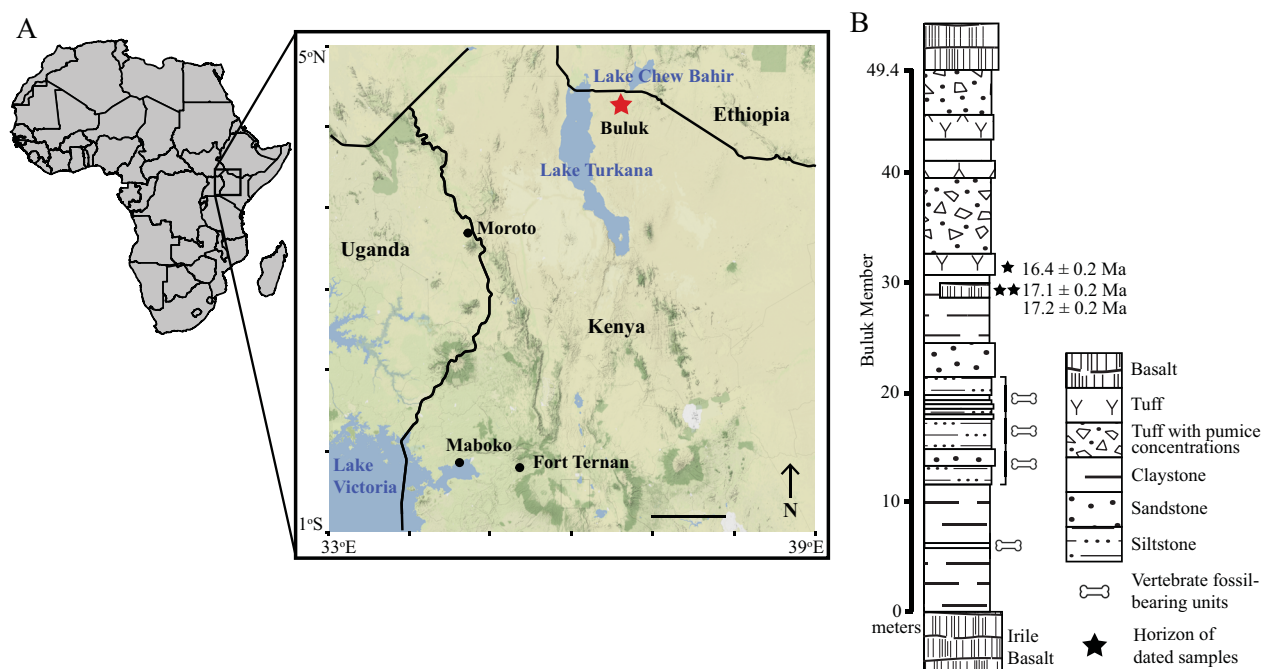 A
5°N
Lake Chew Bahir
Ethiopia
Buluk
Lake Turkana
Moroto
Uganda
Kenya
Maboko
Fort Ternan
Lake
Victoria
N
1°S
33°E
39°E
B
49.4
40
30
20
10
0
meters
Buluk Member
16.4 ± 0.2 Ma
17.1 ± 0.2 Ma
17.2 ± 0.2 Ma
Irile
Basalt
Basalt
Tuff
Tuff with pumice
concentrations
Claystone
Sandstone
Siltstone
Vertebrate fossil-
bearing units
Horizon of
dated samples